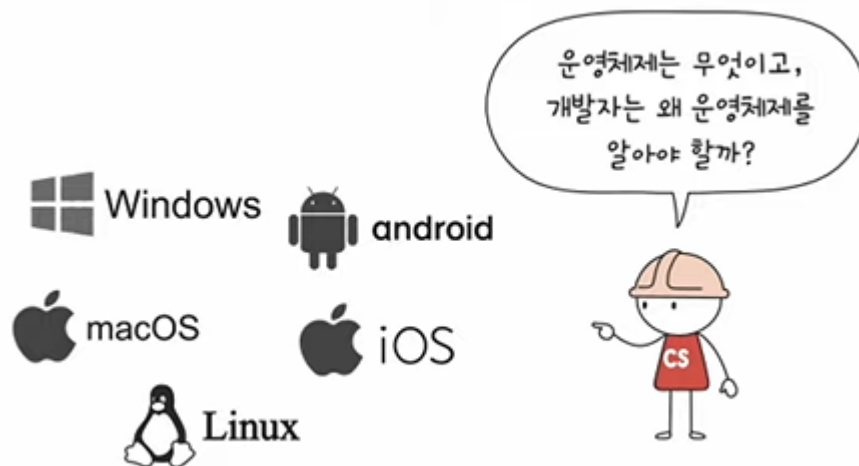 운영체제는 무엇이고,
개발자는 왜 운영체제를
알아야 할까?
Windows
android
macOS
iOS
Linux
CS